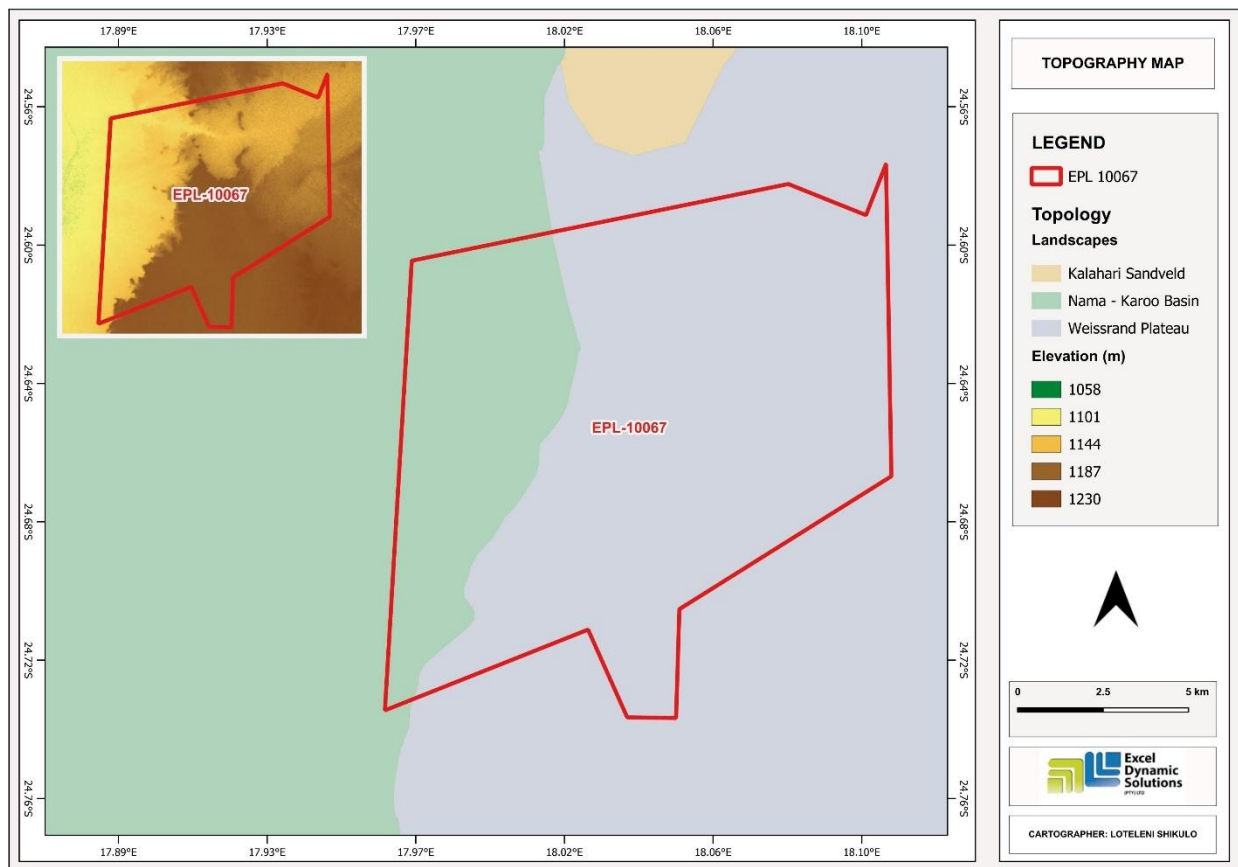 17.89°E 17.93°E 17.97°E 18.02°E 18.06°E 18.10°E
24.56°S
24.60°S
24.64°S
24.68°S
24.72°S
24.76°S
EPL-10067
EPL-10067
24.56°S
24.60°S
24.64°S
24.68°S
24.72°S
24.76°S
17.89°E 17.93°E 17.97°E 18.02°E 18.06°E 18.10°E
TOPOGRAPHY MAP
LEGEND
EPL 10067
Topology
Landscapes
Kalahari Sandveld
Nama - Karoo Basin
Weissrand Plateau
Elevation (m)
1058
1101
1144
1187
1230
0 2.5 5 km
Excel
Dynamic
Solutions
(PTY) LTD
CARTOGRAPHER: LOTELENI SHIKULO